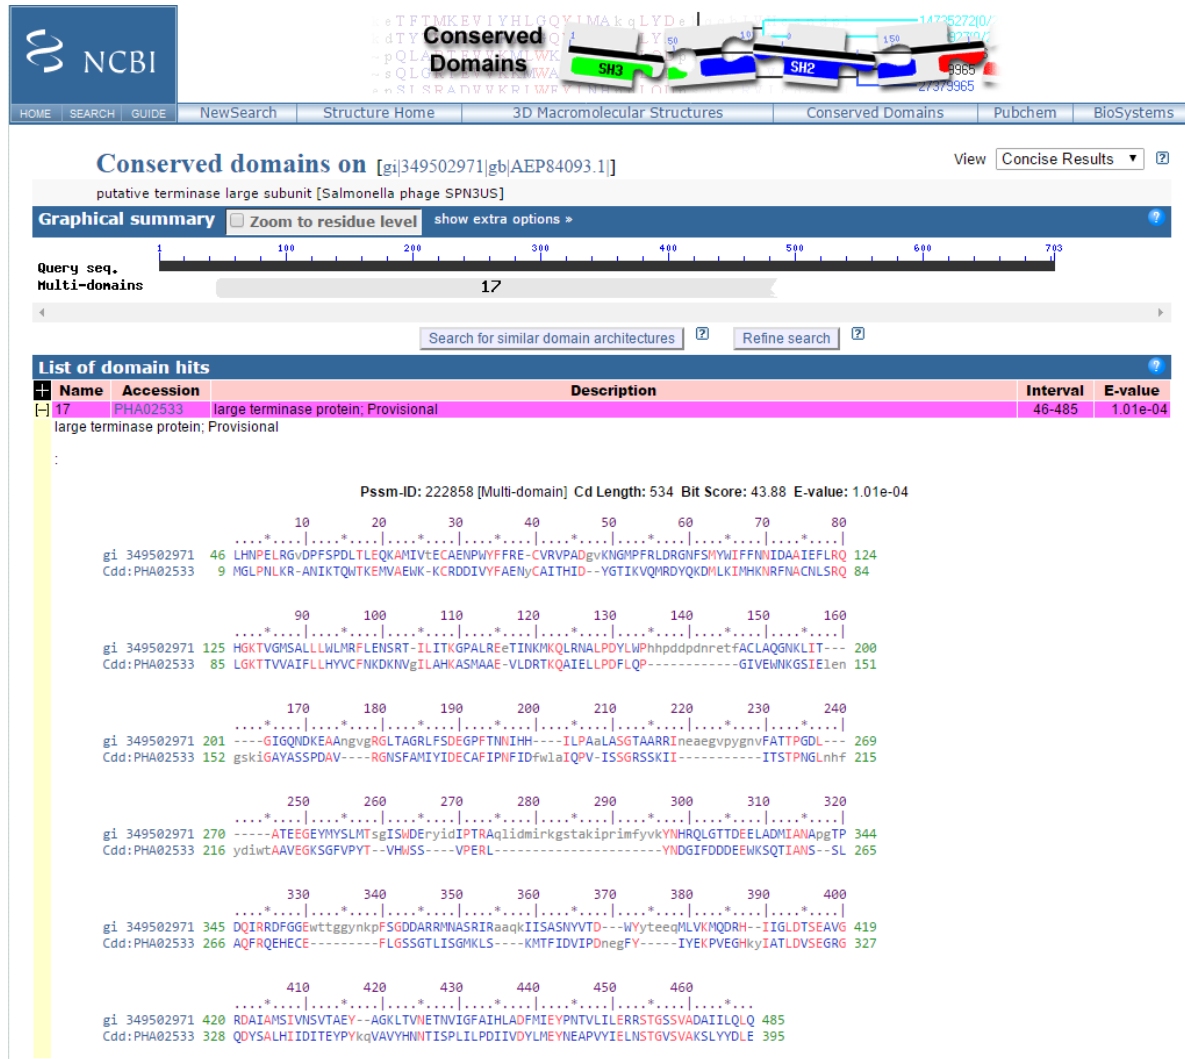 NCBI
Conserved
Domains
SH3
SH2
HOME SEARCH GUIDE NewSearch Structure Home 3D Macromolecular Structures Conserved Domains Pubchem BioSystems
Conserved domains on [gi|349502971|gb|AEP84093.1|]
View Concise Results
putative terminase large subunit [Salmonella phage SPN3US]
Graphical summary Zoom to residue level show extra options »
1 100 200 300 400 500 600 703
Query seq.
Multi-domains 17
Search for similar domain architectures Refine search
List of domain hits
Name Accession Description Interval E-value
[-] 17 PHA02533 large terminase protein; Provisional 46-485 1.01e-04
large terminase protein; Provisional
:
Pssm-ID: 222858 [Multi-domain] Cd Length: 534 Bit Score: 43.88 E-value: 1.01e-04
10 20 30 40 50 60 70 80
....*....|....*....|....*....|....*....|....*....|....*....|....*....|....*....|
gi 349502971 46 LHNPELRGvDPFSPDLTLEQKAMIVtECAENPWYFFRE-CVRVPADgvKNGMPFRLDRGNFSMYWIFFNNIDAAIEFLRQ 124
Cdd:PHA02533 9 MGLPNLKR-ANIKTQWTKEMVAEWK-KCRDDIVYFAENyCAITHID--YGTIKVQMRDYQKDMLKIMHKNRFNACNLSRQ 84
90 100 110 120 130 140 150 160
....*....|....*....|....*....|....*....|....*....|....*....|....*....|....*....|
gi 349502971 125 HGKTVGMSALLLWLMRFLENSRT-ILITKGPALREeTINKMKQLRNALPDYLWPhhpddpdnretfACLAQGNKLIT--- 200
Cdd:PHA02533 85 LGKTTVVAIFLLHYVCFNKDKNVgILAHKASMAAE-VLDRTKQAIELLPDFLQP------------GIVEWNKGSIElen 151
170 180 190 200 210 220 230 240
....*....|....*....|....*....|....*....|....*....|....*....|....*....|....*....|
gi 349502971 201 ----GIGQNDKEAAngvgRGLTAGRLFSDEGPFTNNIHH----ILPAaLASGTAARRIneaegvpygnvFATTPGDL--- 269
Cdd:PHA02533 152 gskiGAYASSPDAV----RGNSFAMIYIDECAFIPNFIDfwlaIQPV-ISSGRSSKII-----------ITSTPNGLnhf 215
250 260 270 280 290 300 310 320
....*....|....*....|....*....|....*....|....*....|....*....|....*....|....*....|
gi 349502971 270 -----ATEEGEYMYSLMTsgISWDEryidIPTRAqlidmirkgstakiprimfyvkYNHRQLGTTDEELADMIANApgTP 344
Cdd:PHA02533 216 ydiwtAAVEGKSGFVPYT--VHWSS----VPERL----------------------YNDGIFDDDEEWKSQTIANS--SL 265
330 340 350 360 370 380 390 400
....*....|....*....|....*....|....*....|....*....|....*....|....*....|....*....|
gi 349502971 345 DQIRRDFGGEwttggynkpFSGDDARRMNASRIRaaqkIISASNYVTD---WYyteeqMLVKMQDRH--IIGLDTSEAVG 419
Cdd:PHA02533 266 AQFRQEHECE---------FLGSSGTLISGMKLS----KMTFIDVIPDnegFY-----IYEKPVEGHkyIATLDVSEGRG 327
410 420 430 440 450 460
....*....|....*....|....*....|....*....|....*....|....*....|....*...
gi 349502971 420 RDAIAMSIVNSVTAEY--AGKLTVNETNVIGFAIHLADFMIEYPNTVLILERRSTGSSVADAIILQLQ 485
Cdd:PHA02533 328 QDYSALHIIDITEYPYkqVAVYHNNTISPLILPDIIVDYLMEYNEAPVYIELNSTGVSVAKSLYYDLE 395